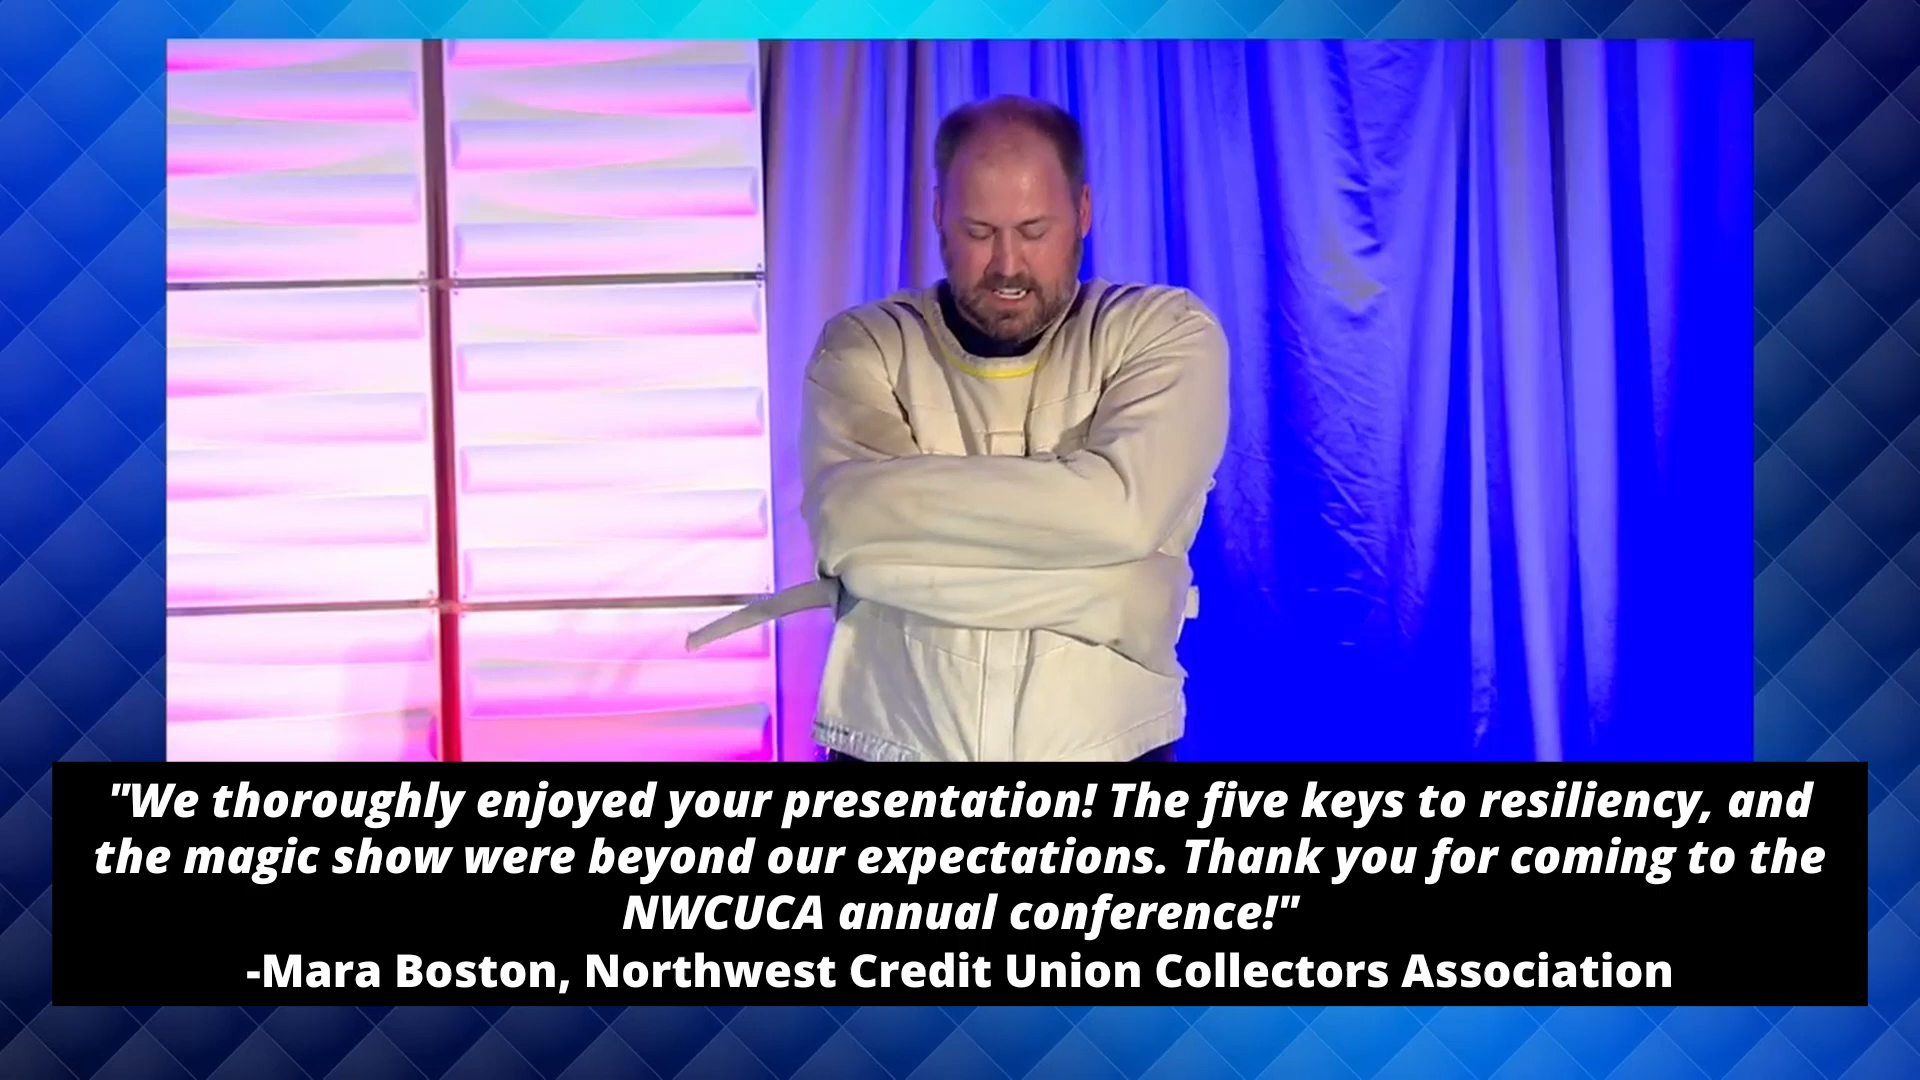 "We thoroughly enjoyed your presentation! The five keys to resiliency, and
the magic show were beyond our expectations. Thank you for coming to the
NWCUCA annual conference!"
-Mara Boston, Northwest Credit Union Collectors Association